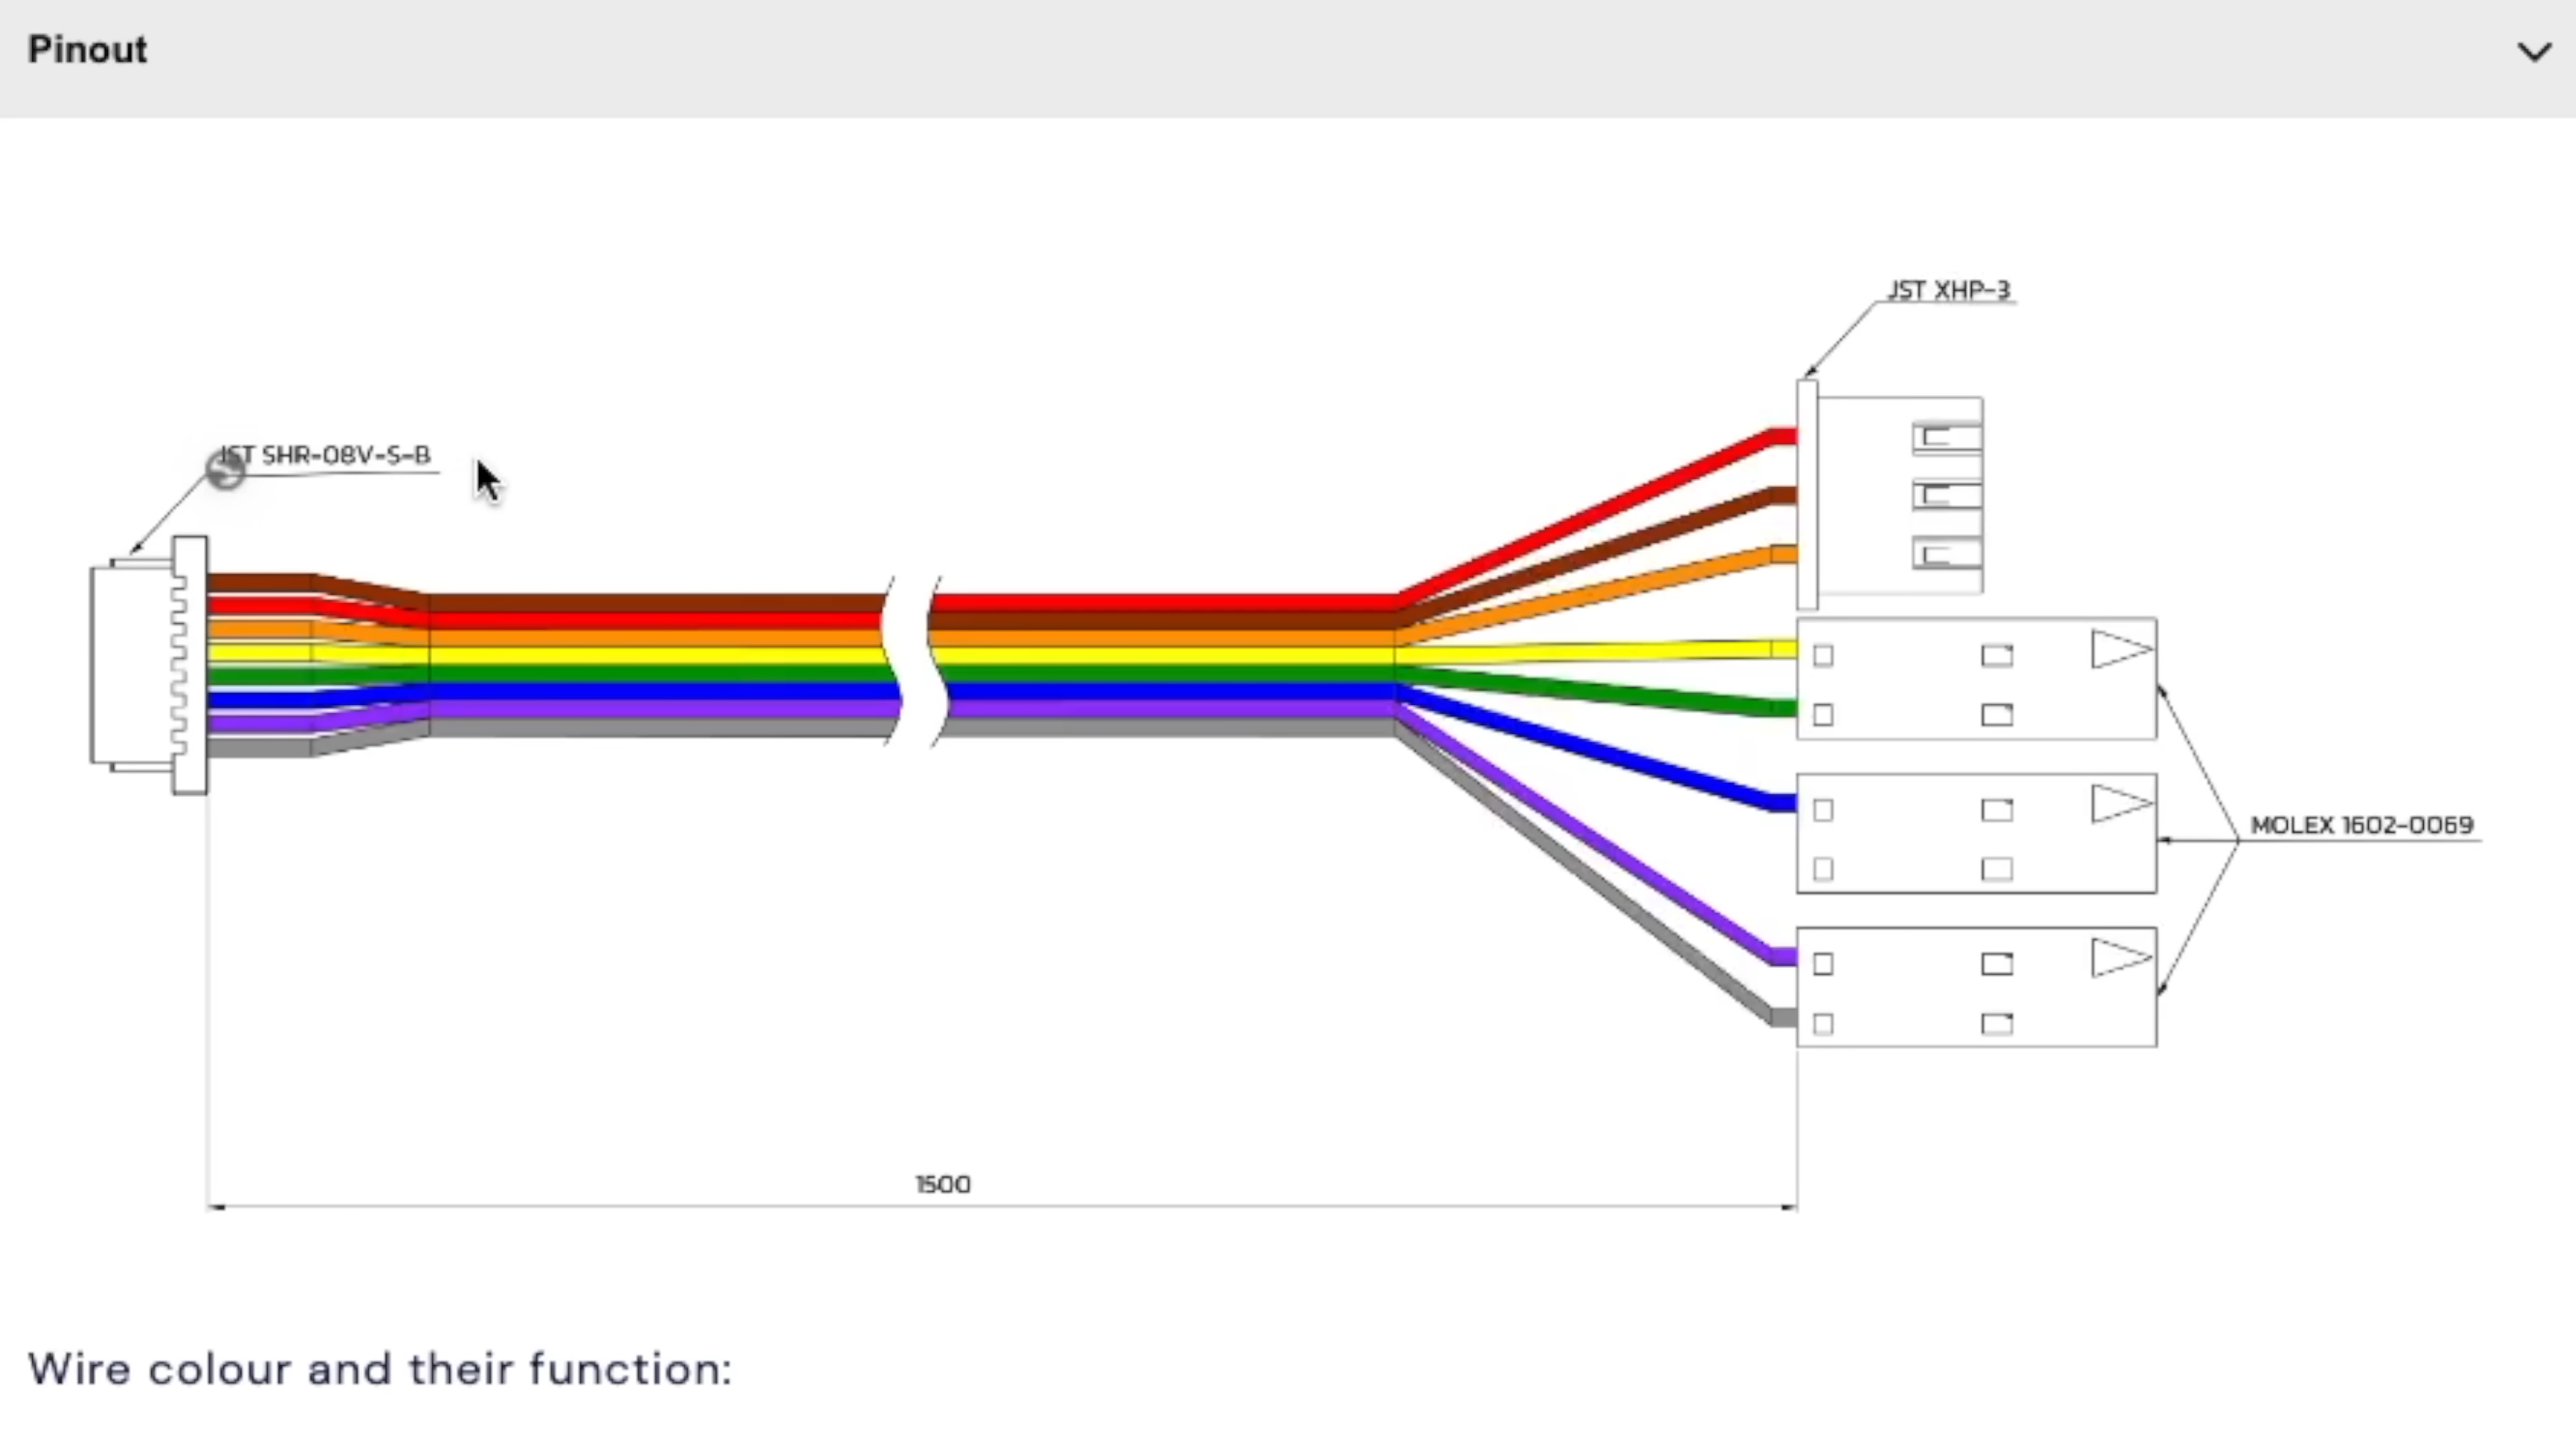 Pinout
JST XHP-3
JST SHR-08V-S-B
MOLEX 1602-0069
1500
Wire colour and their function: